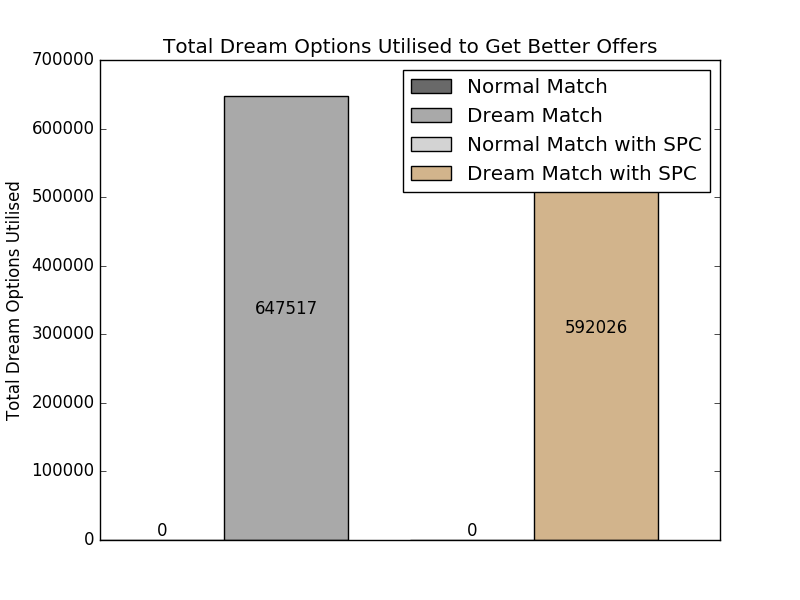 Total Dream Options Utilised to Get Better Offers
Total Dream Options Utilised
700000
600000
500000
400000
300000
200000
100000
0
Normal Match
Dream Match
Normal Match with SPC
Dream Match with SPC
0
647517
0
592026